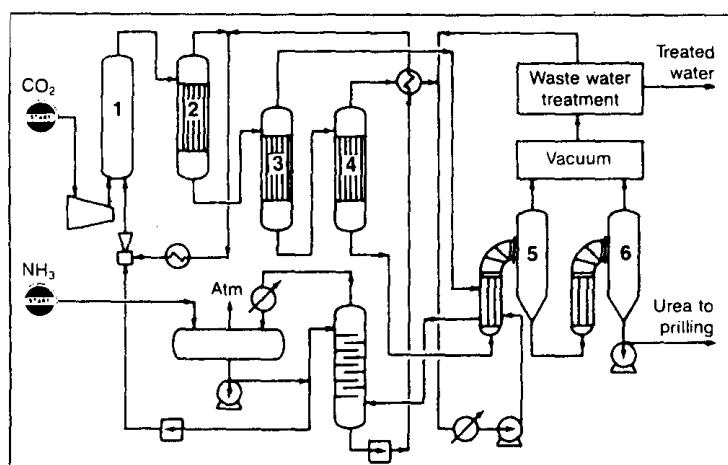 CO2
START
NH3
START
1
2
3
4
5
6
Atm
Waste water
treatment
Vacuum
Treated
water
Urea to
prilling